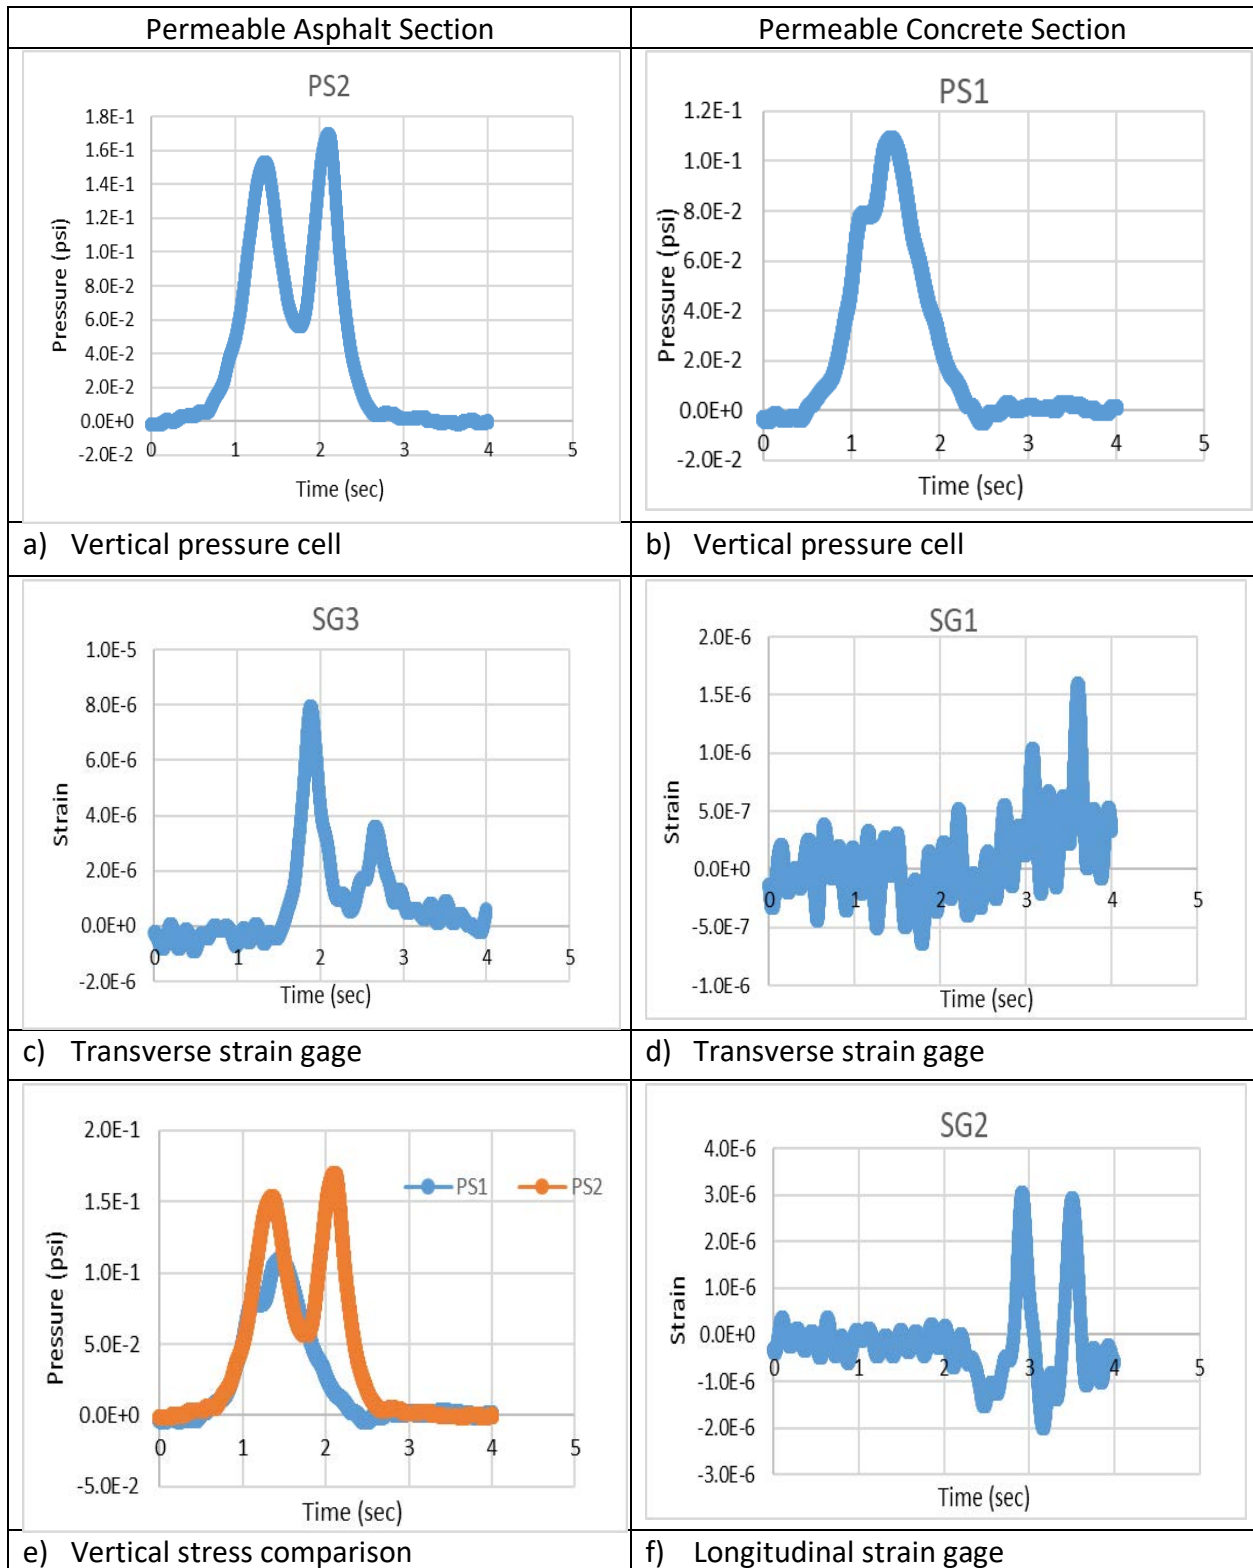 Permeable Asphalt Section
Permeable Concrete Section
PS2
1.8E-1
1.6E-1
1.4E-1
1.2E-1
1.0E-1
8.0E-2
6.0E-2
4.0E-2
2.0E-2
0.0E+0
-2.0E-2
Pressure (psi)
0 1 2 3 4 5
Time (sec)
PS1
1.2E-1
1.0E-1
8.0E-2
6.0E-2
4.0E-2
2.0E-2
0.0E+0
-2.0E-2
Pressure (psi)
0 1 2 3 4 5
Time (sec)
a) Vertical pressure cell
b) Vertical pressure cell
SG3
1.0E-5
8.0E-6
6.0E-6
4.0E-6
2.0E-6
0.0E+0
-2.0E-6
Strain
0 1 2 3 4 5
Time (sec)
SG1
2.0E-6
1.5E-6
1.0E-6
5.0E-7
0.0E+0
-5.0E-7
-1.0E-6
Strain
0 1 2 3 4 5
Time (sec)
c) Transverse strain gage
d) Transverse strain gage
2.0E-1
1.5E-1
1.0E-1
5.0E-2
0.0E+0
-5.0E-2
Pressure (psi)
PS1 PS2
0 1 2 3 4 5
Time (sec)
SG2
4.0E-6
3.0E-6
2.0E-6
1.0E-6
0.0E+0
-1.0E-6
-2.0E-6
-3.0E-6
Strain
0 1 2 3 4 5
Time (sec)
e) Vertical stress comparison
f) Longitudinal strain gage